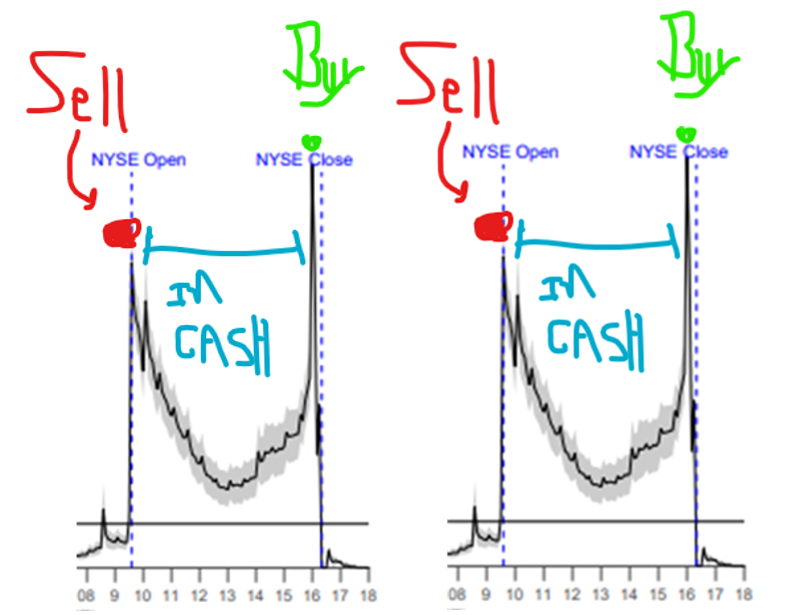 Buy Buy
Sell Sell
NYSE Open NYSE Close NYSE Open NYSE Close
In In
CASH CASH
08 9 10 11 12 13 14 15 16 17 18 08 9 10 11 12 13 14 15 16 17 18